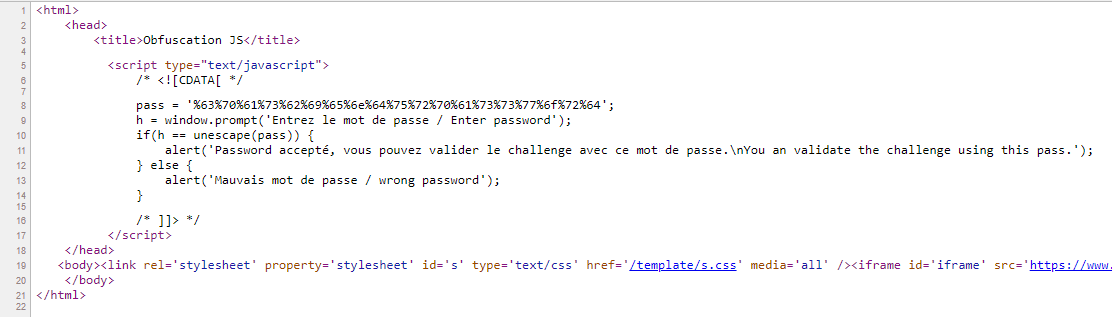 1 <html>
2 <head>
3 <title>Obfuscation JS</title>
4
5 <script type="text/javascript">
6 /* <![CDATA[ */
7
8 pass = '%63%70%61%73%62%69%65%6e%64%75%72%70%61%73%73%77%6f%72%64';
9 h = window.prompt('Entrez le mot de passe / Enter password');
10 if(h == unescape(pass)) {
11 alert('Password accepté, vous pouvez valider le challenge avec ce mot de passe.\nYou an validate the challenge using this pass.');
12 } else {
13 alert('Mauvais mot de passe / wrong password');
14 }
15
16 /* ]]> */
17 </script>
18 </head>
19 <body><link rel='stylesheet' property='stylesheet' id='s' type='text/css' href='/template/s.css' media='all' /><iframe id='iframe' src='https://www.
20 </body>
21 </html>
22